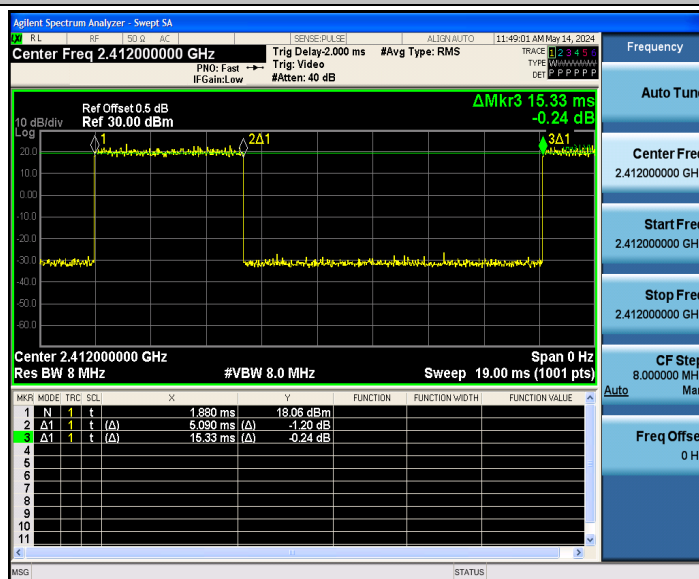 Agilent Spectrum Analyzer - Swept SA
LXI RL RF 50 Ω AC SENSE:PULSE ALIGN AUTO 11:49:01 AM May 14, 2024
Center Freq 2.412000000 GHz
Trig Delay-2.000 ms #Avg Type: RMS TRACE 1 2 3 4 5 6
PNO: Fast Trig: Video TYPE
IFGain:Low #Atten: 40 dB DET P P P P P P
ΔMkr3 15.33 ms
-0.24 dB
Ref Offset 0.5 dB
10 dB/div Ref 30.00 dBm
Log
1 2Δ1 3Δ1
20.0
10.0
0.00
-10.0
-20.0
-30.0
-40.0
-50.0
-60.0
Center 2.412000000 GHz Span 0 Hz
Res BW 8 MHz #VBW 8.0 MHz Sweep 19.00 ms (1001 pts)
MKR MODE TRC SCL X Y FUNCTION FUNCTION WIDTH FUNCTION VALUE
1 N 1 t 1.880 ms 18.06 dBm
2 Δ1 1 t (Δ) 5.090 ms (Δ) -1.20 dB
3 Δ1 1 t (Δ) 15.33 ms (Δ) -0.24 dB
4
5
6
7
8
9
10
11
MSG STATUS
Frequency
Auto Tun
Center Fre
2.412000000 GH
Start Fre
2.412000000 GH
Stop Fre
2.412000000 GH
CF Step
8.000000 MH
Auto Ma
Freq Offse
0 H